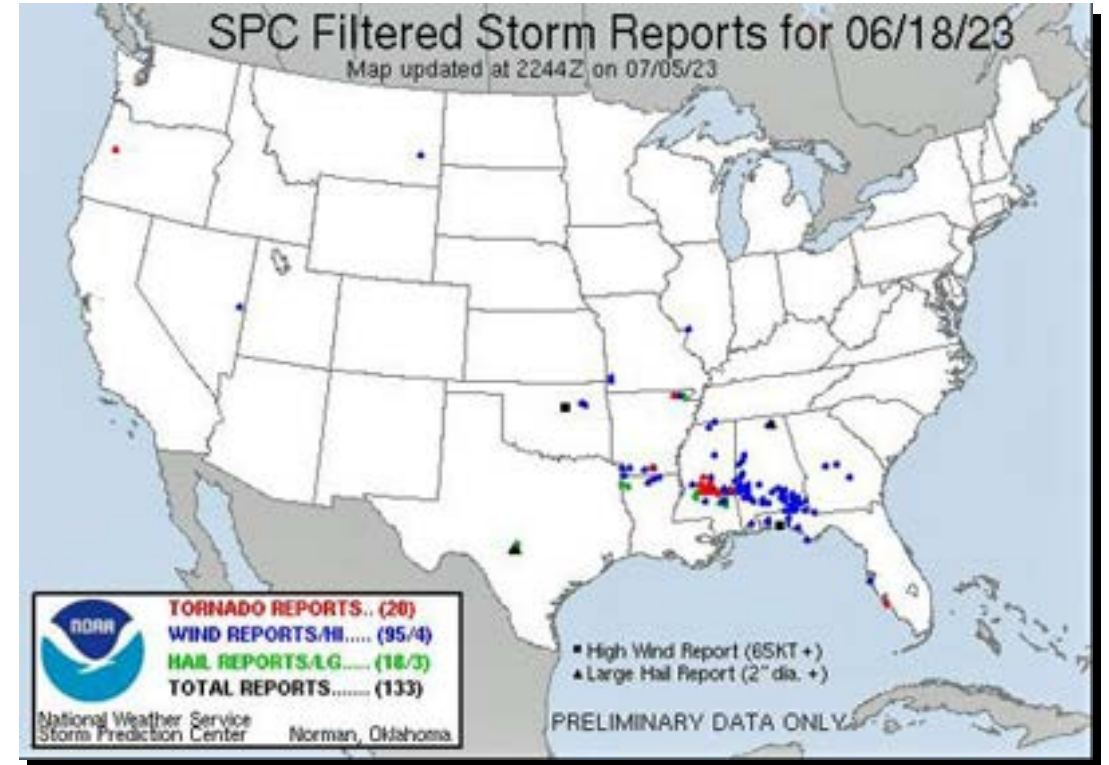 SPC Filtered Storm Reports for 06/18/23
Map updated at 2244Z on 07/05/23
NOAA
TORNADO REPORTS.. (20)
WIND REPORTS/HI..... (95/4)
HAIL REPORTS/LG..... (18/3)
TOTAL REPORTS....... (133)
National Weather Service
Storm Prediction Center Norman, Oklahoma
High Wind Report (65KT +)
Large Hail Report (2" dia. +)
PRELIMINARY DATA ONLY